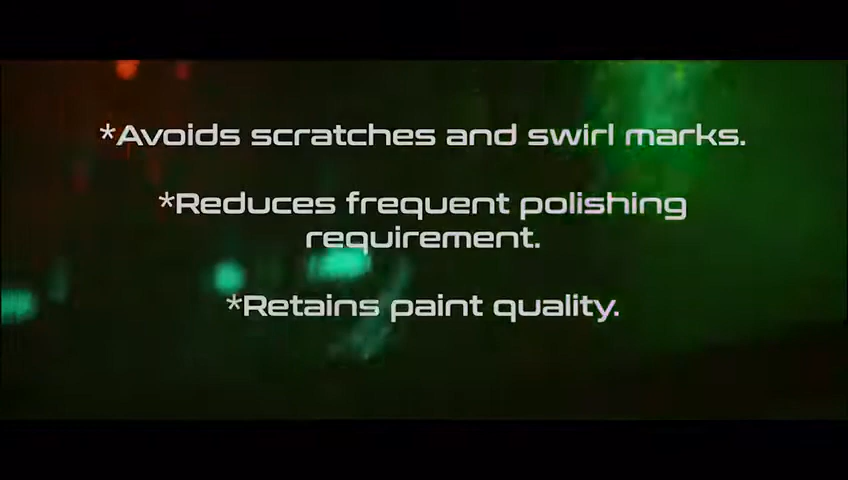 *Avoids scratches and swirl marks.
*Reduces frequent polishing
requirement.
*Retains paint quality.